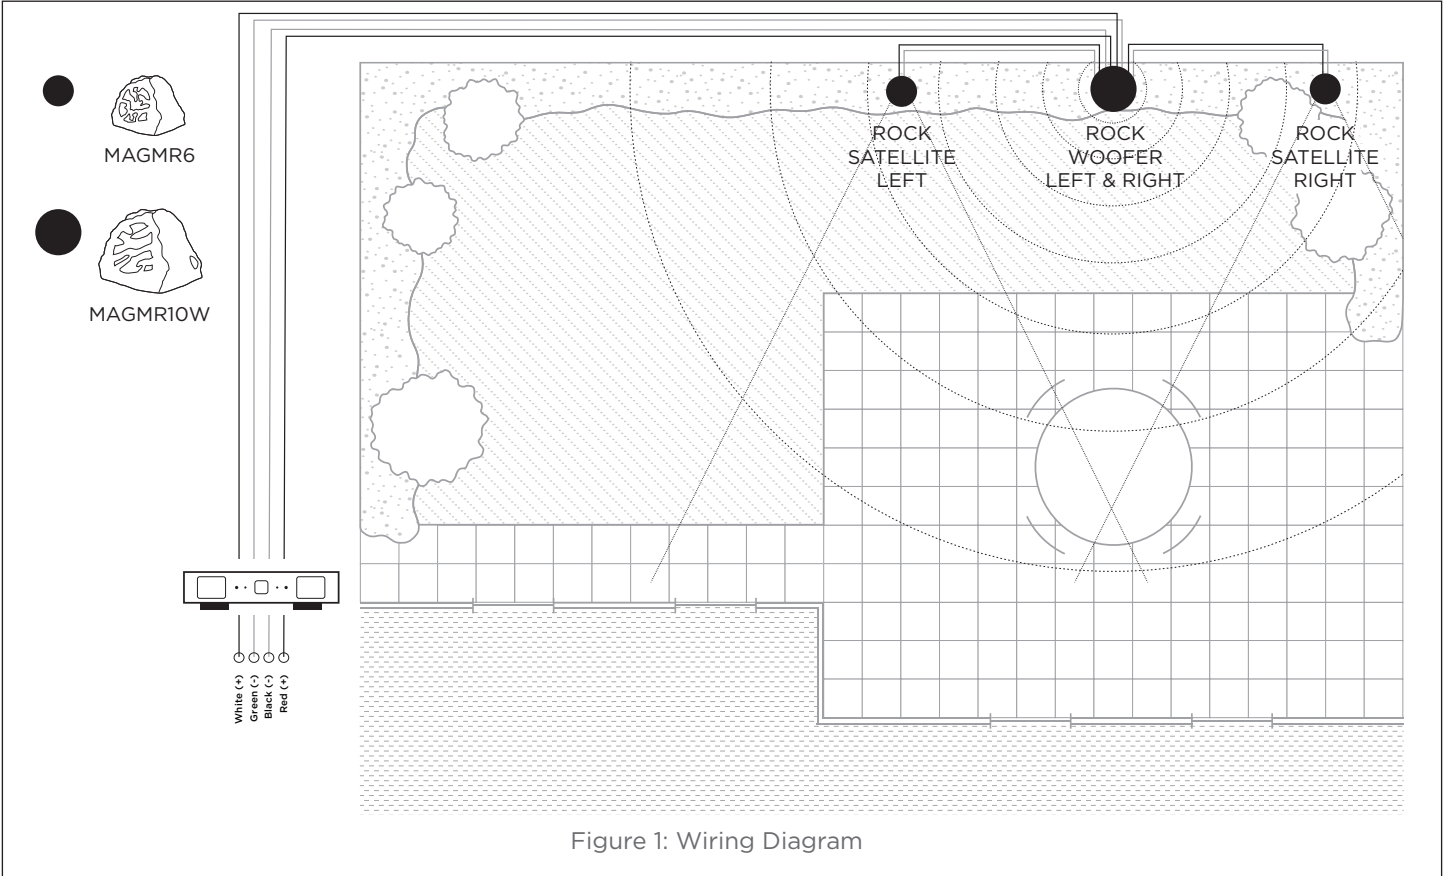 MAGMR6
MAGMR10W
ROCK
SATELLITE
LEFT
ROCK
WOOFER
LEFT & RIGHT
ROCK
SATELLITE
RIGHT
White (+)
Green (-)
Black (-)
Red (+)
Figure 1: Wiring Diagram